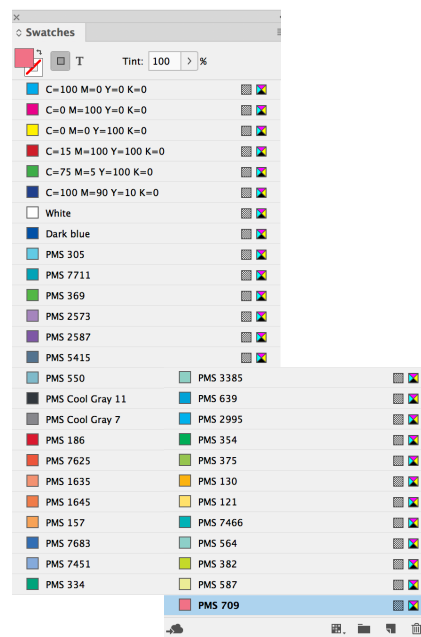 Swatches
T Tint: 100 %
C=100 M=0 Y=0 K=0
C=0 M=100 Y=0 K=0
C=0 M=0 Y=100 K=0
C=15 M=100 Y=100 K=0
C=75 M=5 Y=100 K=0
C=100 M=90 Y=10 K=0
White
Dark blue
PMS 305
PMS 7711
PMS 369
PMS 2573
PMS 2587
PMS 5415
PMS 550
PMS Cool Gray 11
PMS Cool Gray 7
PMS 186
PMS 7625
PMS 1635
PMS 1645
PMS 157
PMS 7683
PMS 7451
PMS 334
PMS 3385
PMS 639
PMS 2995
PMS 354
PMS 375
PMS 130
PMS 121
PMS 7466
PMS 564
PMS 382
PMS 587
PMS 709